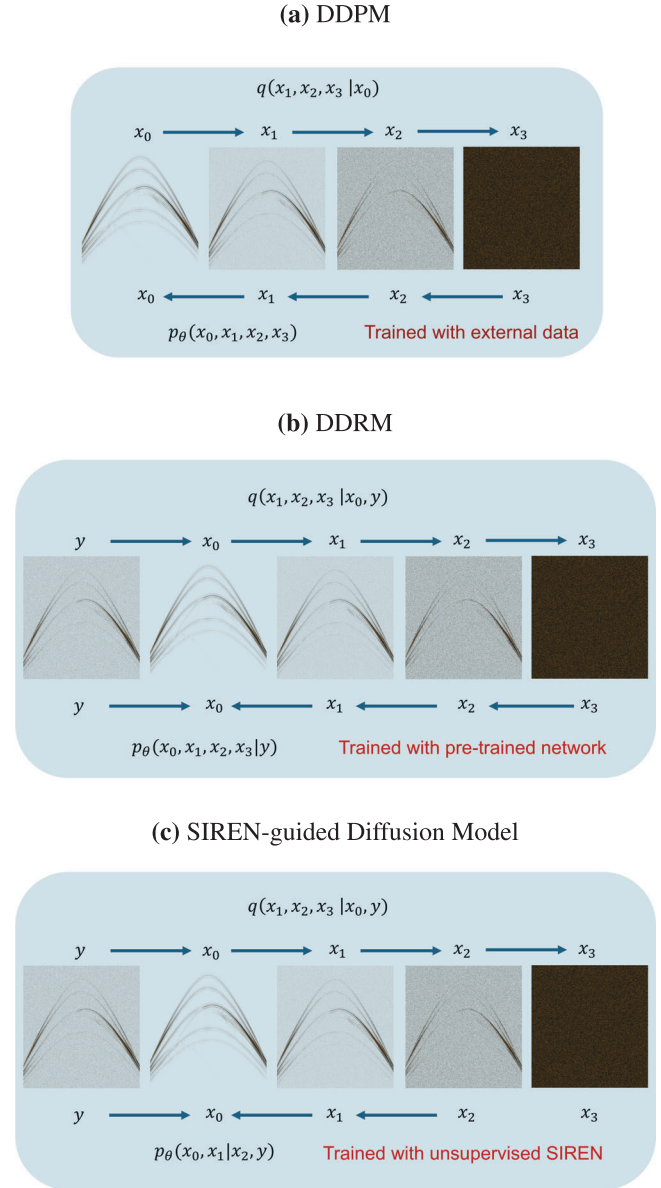 (a) DDPM
q(x₁, x₂, x₃ |x₀)
x₀ x₁ x₂ x₃
x₀ x₁ x₂ x₃
pθ(x₀, x₁, x₂, x₃) Trained with external data
(b) DDRM
q(x₁, x₂, x₃ |x₀, y)
y x₀ x₁ x₂ x₃
y x₀ x₁ x₂ x₃
pθ(x₀, x₁, x₂, x₃|y) Trained with pre-trained network
(c) SIREN-guided Diffusion Model
q(x₁, x₂, x₃ |x₀, y)
y x₀ x₁ x₂ x₃
y x₀ x₁ x₂ x₃
pθ(x₀, x₁|x₂, y) Trained with unsupervised SIREN